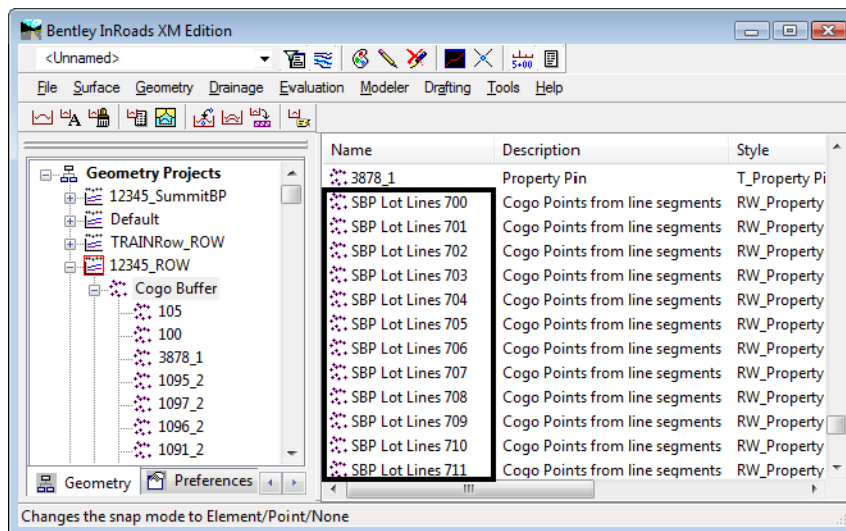 Bentley InRoads XM Edition
<Unnamed>
5+00
File Surface Geometry Drainage Evaluation Modeler Drafting Tools Help
Geometry Projects
12345_SummitBP
Default
TRAINRow_ROW
12345_ROW
Cogo Buffer
105
100
3878_1
1095_2
1097_2
1096_2
1091_2
Geometry Preferences
Name Description Style
3878_1 Property Pin T_Property Pi
SBP Lot Lines 700 Cogo Points from line segments RW_Property
SBP Lot Lines 701 Cogo Points from line segments RW_Property
SBP Lot Lines 702 Cogo Points from line segments RW_Property
SBP Lot Lines 703 Cogo Points from line segments RW_Property
SBP Lot Lines 704 Cogo Points from line segments RW_Property
SBP Lot Lines 705 Cogo Points from line segments RW_Property
SBP Lot Lines 706 Cogo Points from line segments RW_Property
SBP Lot Lines 707 Cogo Points from line segments RW_Property
SBP Lot Lines 708 Cogo Points from line segments RW_Property
SBP Lot Lines 709 Cogo Points from line segments RW_Property
SBP Lot Lines 710 Cogo Points from line segments RW_Property
SBP Lot Lines 711 Cogo Points from line segments RW_Property
Changes the snap mode to Element/Point/None